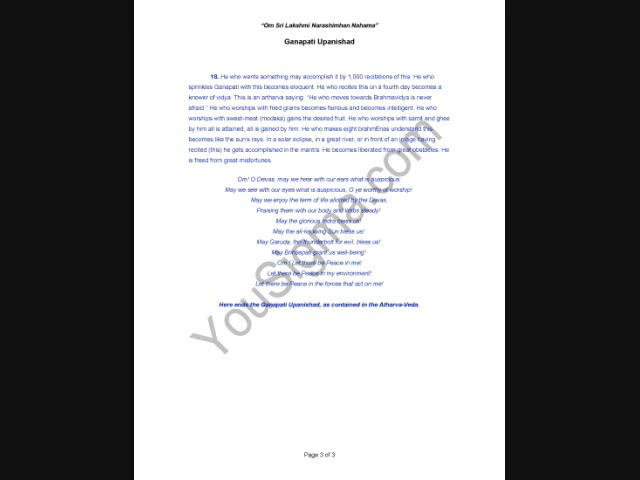 “Om Sri Lakshmi Narashimhan Nahama”
Ganapati Upanishad
18. He who wants something may accomplish it by 1,000 recitations of this. He who
sprinkles Ganapati with this becomes eloquent. He who recites this on a fourth day becomes a
knower of vidya. This is an atharva saying: “He who moves towards Brahmavidya is never
afraid.” He who worships with fried grains becomes famous and becomes intelligent. He who
worships with sweet-meat (modaka) gains the desired fruit. He who worships with samit and ghee
by him all is attained, all is gained by him. He who makes eight brahmEnas understand this
becomes like the sun's rays. In a solar eclipse, in a great river, or in front of an image having
recited (this) he gets accomplished in the mantra. He becomes liberated from great obstacles. He
is freed from great misfortunes.
Om! O Devas, may we hear with our ears what is auspicious;
May we see with our eyes what is auspicious, O ye worthy of worship!
May we enjoy the term of life allotted by the Devas,
Praising them with our body and limbs steady!
May the glorious Indra bless us!
May the all-knowing Sun bless us!
May Garuda, the thunderbolt for evil, bless us!
May Brihaspati grant us well-being!
Om! Let there be Peace in me!
Let there be Peace in my environment!
Let there be Peace in the forces that act on me!
Here ends the Ganapati Upanishad, as contained in the Atharva-Veda.
YouSigma.com
Page 3 of 3